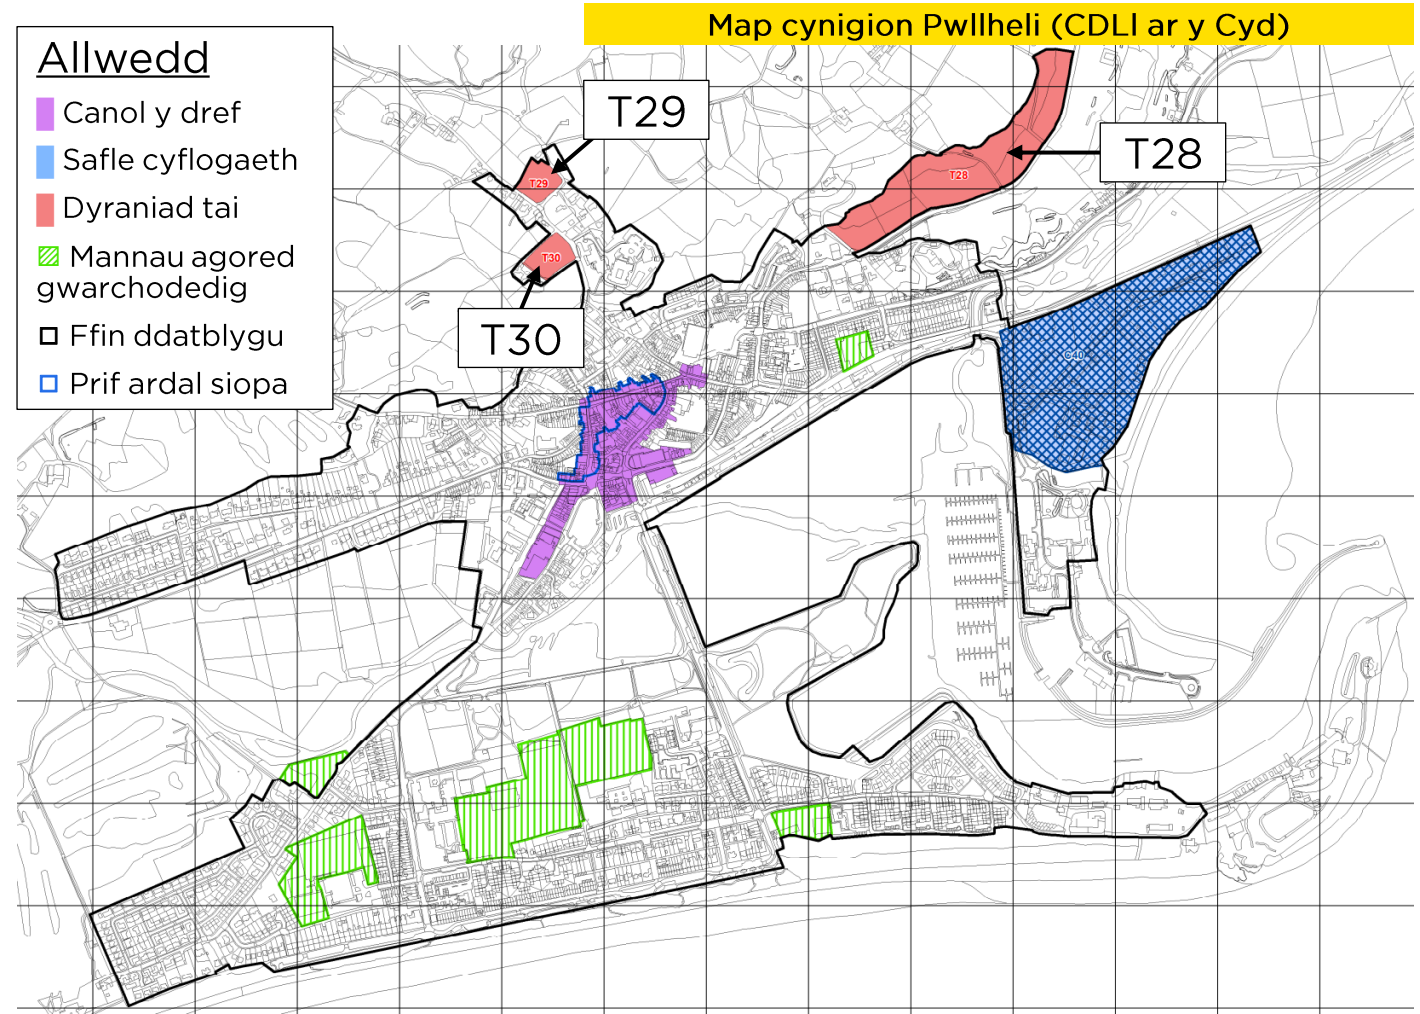 Map cynigion Pwllheli (CDLl ar y Cyd)
Allwedd
Canol y dref
Safle cyflogaeth
Dyraniad tai
Mannau agored
gwarchodedig
Ffin ddatblygu
Prif ardal siopa
T29
T28
T29
T28
T30
T30
C40